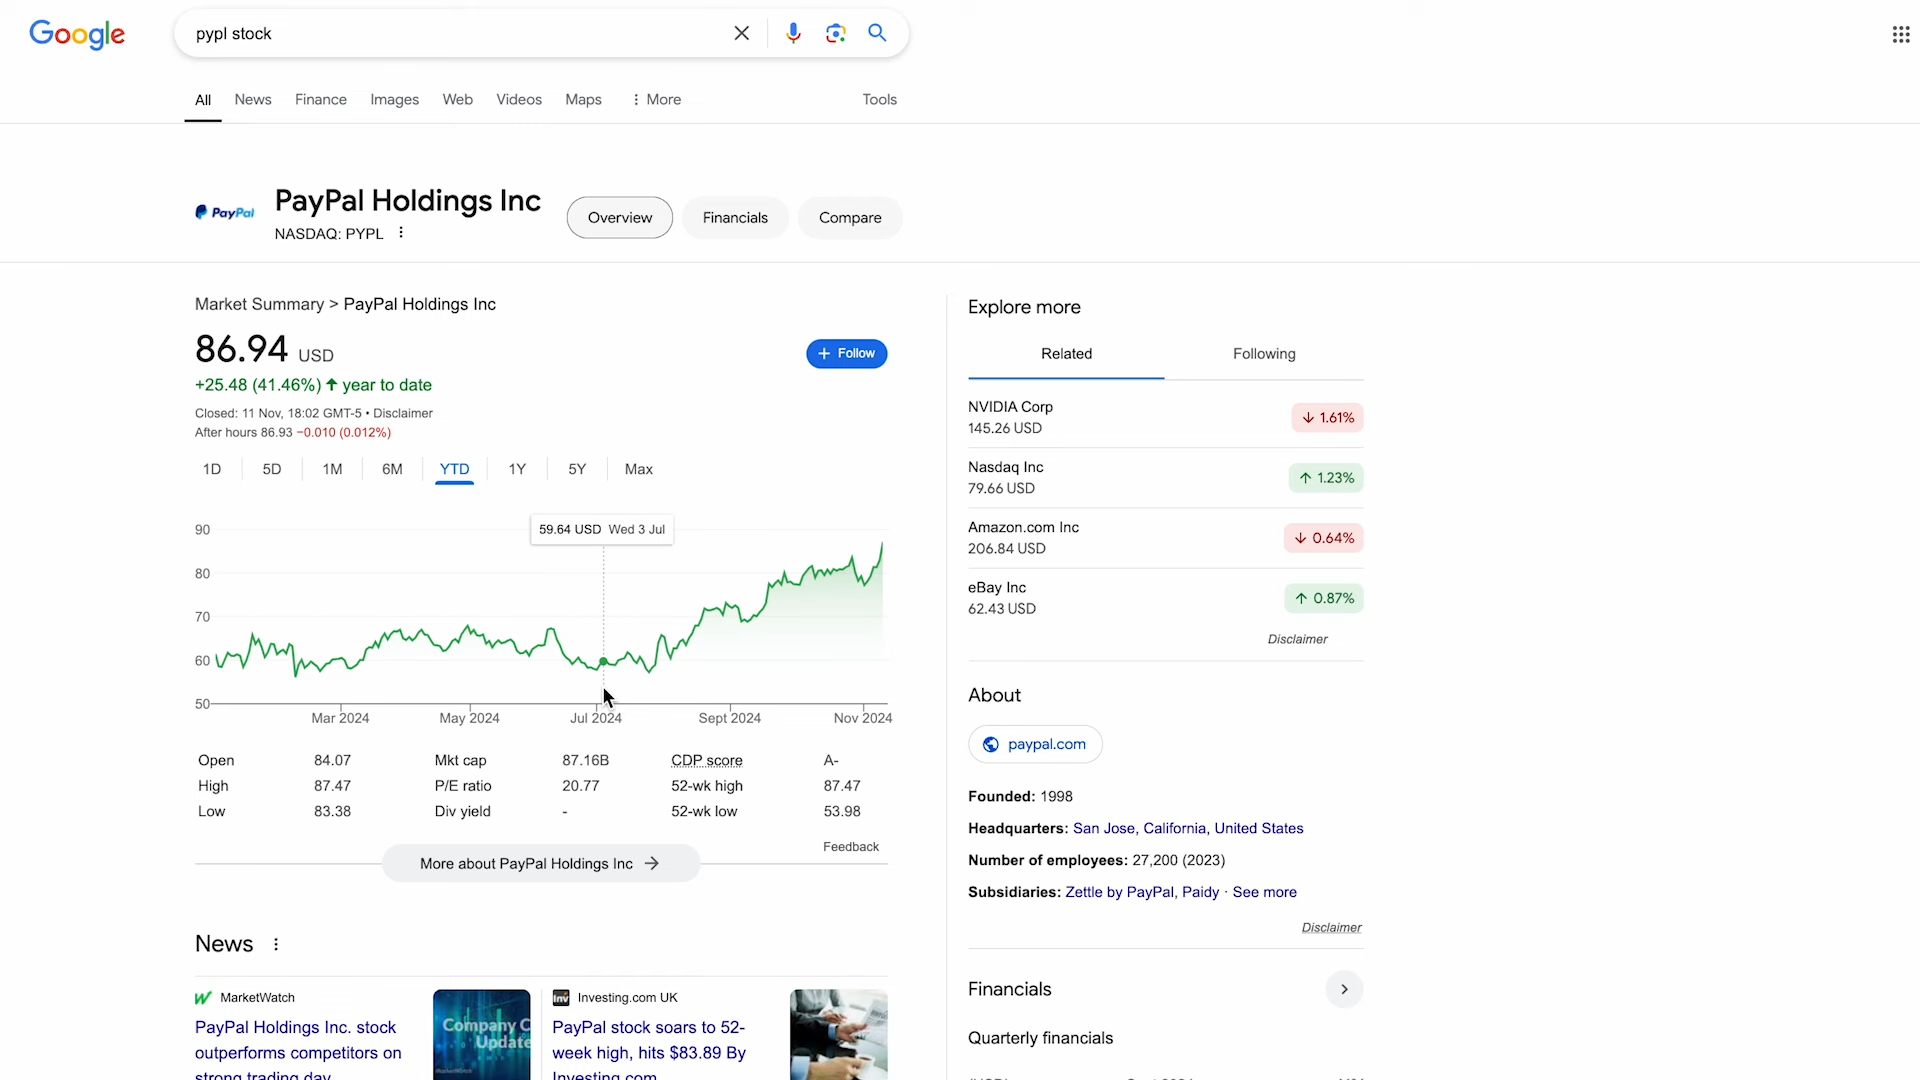 Google
pypl stock
All News Finance Images Web Videos Maps More Tools
PayPal
PayPal Holdings Inc
NASDAQ: PYPL
Overview Financials Compare
Market Summary > PayPal Holdings Inc
86.94 USD
+ Follow
+25.48 (41.46%) ↑ year to date
Closed: 11 Nov, 18:02 GMT-5 • Disclaimer
After hours 86.93 −0.010 (0.012%)
1D 5D 1M 6M YTD 1Y 5Y Max
59.64 USD Wed 3 Jul
90
80
70
60
50
Mar 2024 May 2024 Jul 2024 Sept 2024 Nov 2024
Open 84.07 Mkt cap 87.16B CDP score A-
High 87.47 P/E ratio 20.77 52-wk high 87.47
Low 83.38 Div yield - 52-wk low 53.98
Feedback
More about PayPal Holdings Inc →
News
MarketWatch
PayPal Holdings Inc. stock
outperforms competitors on
strong trading day
Company C
Update
MarketWatch
Inv Investing.com UK
PayPal stock soars to 52-
week high, hits $83.89 By
Investing.com
Explore more
Related Following
NVIDIA Corp
145.26 USD
↓ 1.61%
Nasdaq Inc
79.66 USD
↑ 1.23%
Amazon.com Inc
206.84 USD
↓ 0.64%
eBay Inc
62.43 USD
↑ 0.87%
Disclaimer
About
paypal.com
Founded: 1998
Headquarters: San Jose, California, United States
Number of employees: 27,200 (2023)
Subsidiaries: Zettle by PayPal, Paidy · See more
Disclaimer
Financials
Quarterly financials